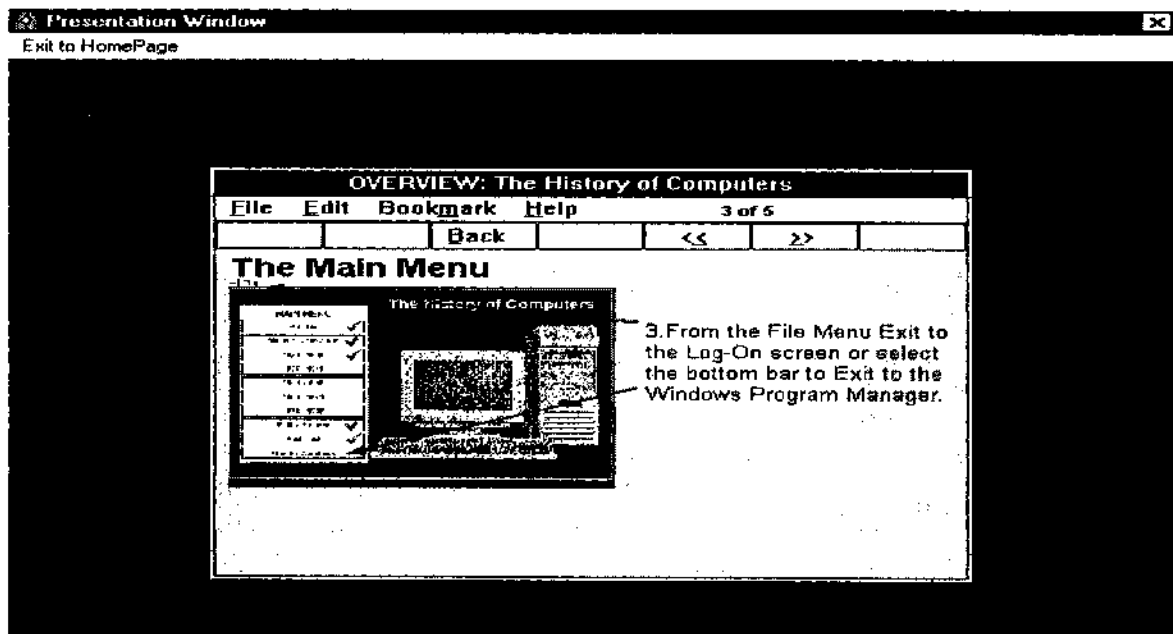 Presentation Window
Exit to HomePage
OVERVIEW: The History of Computers
File Edit Bookmark Help 3 of 5
Back << >>
The Main Menu
The History of Computers
MAIN MENU
3.From the File Menu Exit to
the Log-On screen or select
the bottom bar to Exit to the
Windows Program Manager.